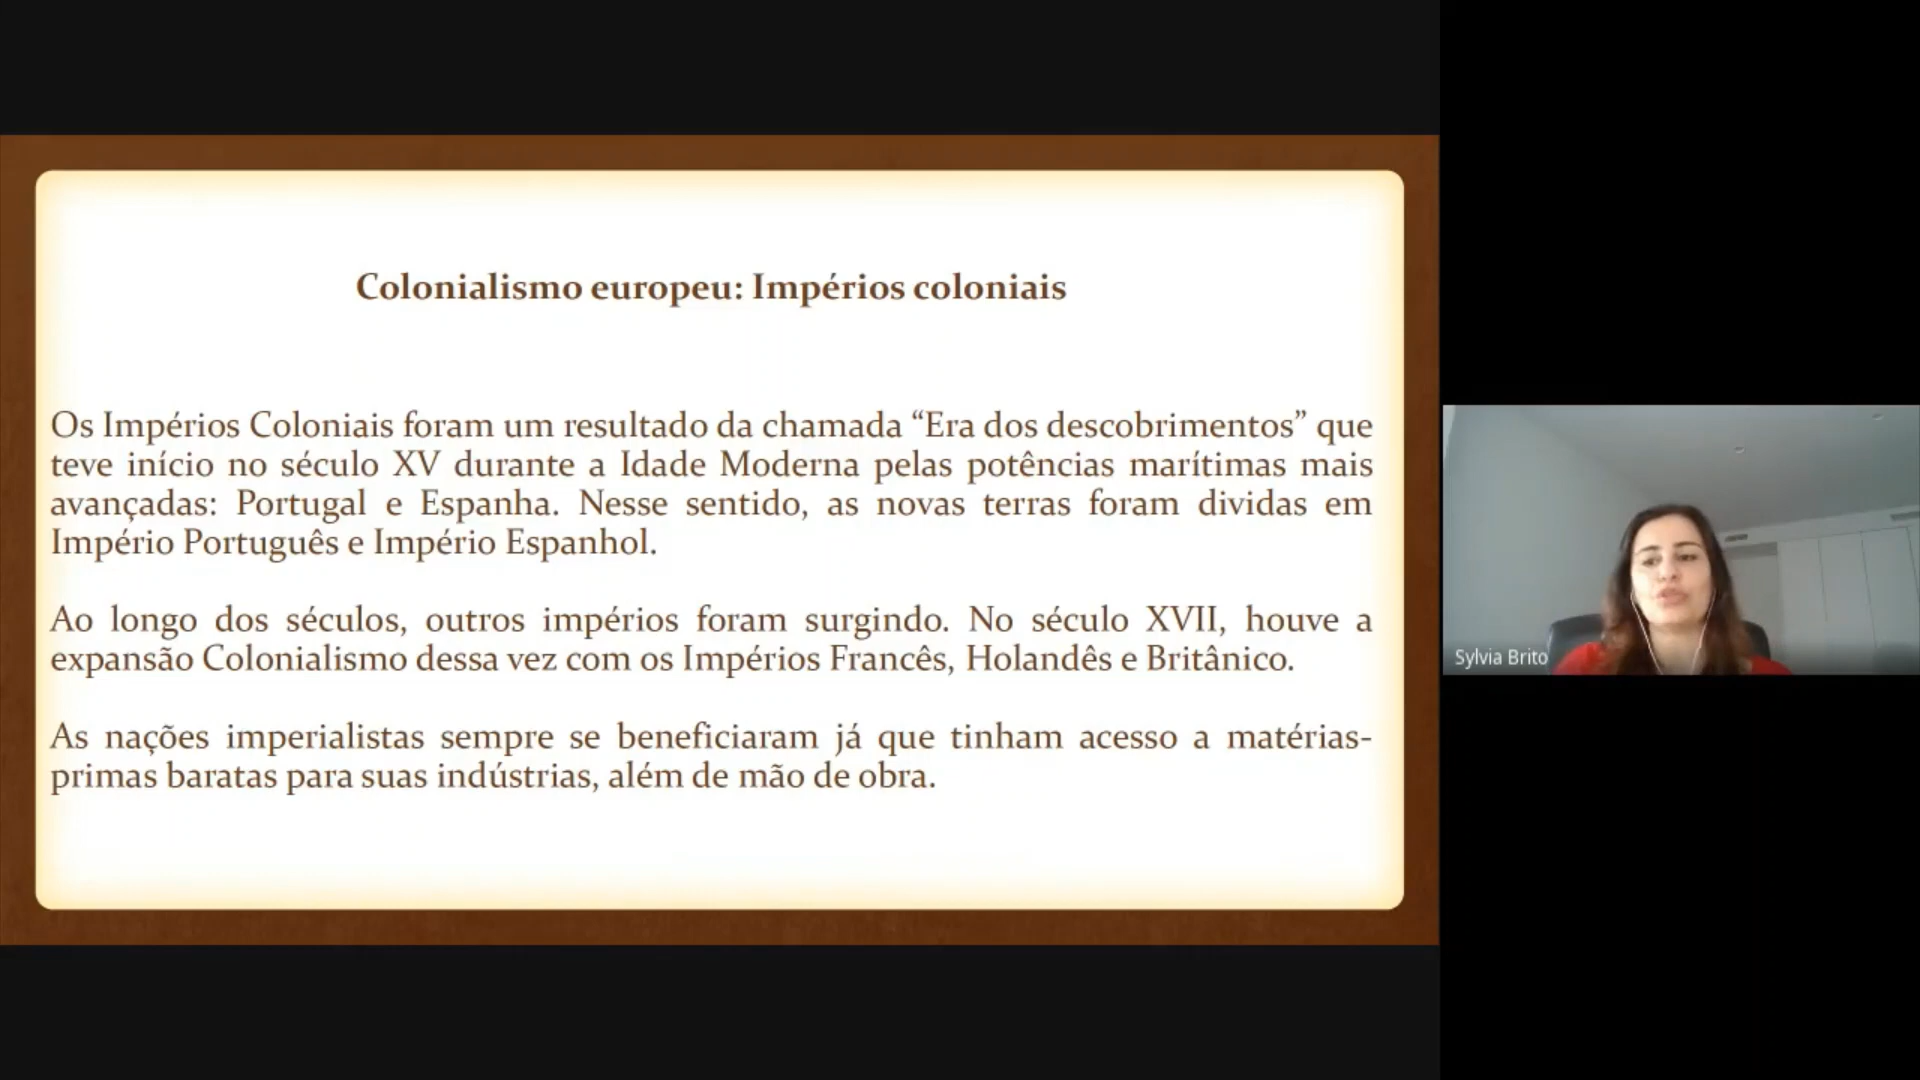 Colonialismo europeu: Impérios coloniais
Os Impérios Coloniais foram um resultado da chamada “Era dos descobrimentos” que
teve início no século XV durante a Idade Moderna pelas potências marítimas mais
avançadas: Portugal e Espanha. Nesse sentido, as novas terras foram dividas em
Império Português e Império Espanhol.
Ao longo dos séculos, outros impérios foram surgindo. No século XVII, houve a
expansão Colonialismo dessa vez com os Impérios Francês, Holandês e Britânico.
As nações imperialistas sempre se beneficiaram já que tinham acesso a matérias-
primas baratas para suas indústrias, além de mão de obra.
Sylvia Brito